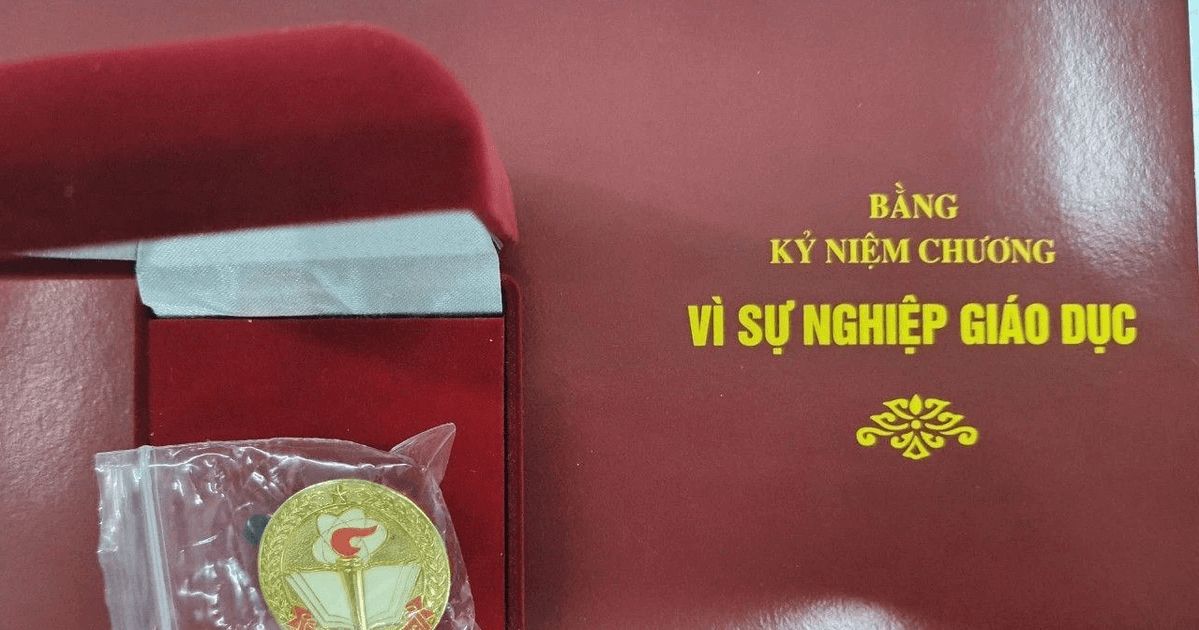 BẰNG
KỶ NIỆM CHƯƠNG
VÌ SỰ NGHIỆP GIÁO DỤC